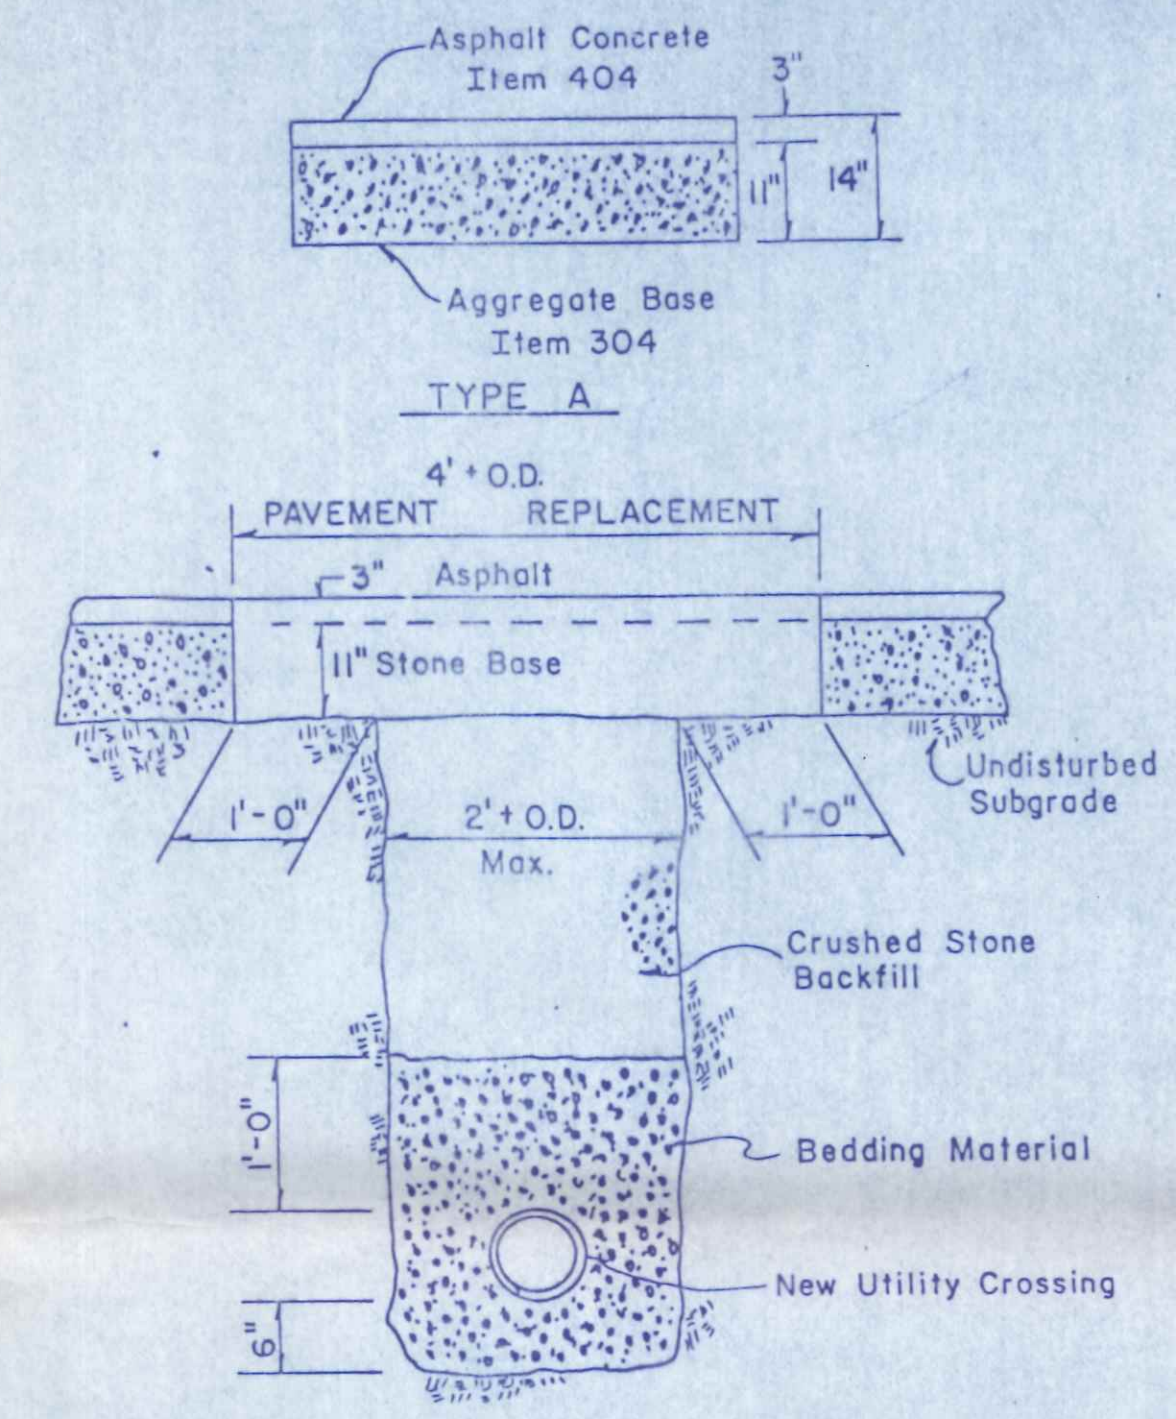 Asphalt Concrete
Item 404
3"
11"
14"
Aggregate Base
Item 304
TYPE A
4' + O.D.
PAVEMENT REPLACEMENT
3" Asphalt
11" Stone Base
Undisturbed
Subgrade
1'-0"
2' + O.D.
Max.
1'-0"
Crushed Stone
Backfill
1'-0"
Bedding Material
New Utility Crossing
6"